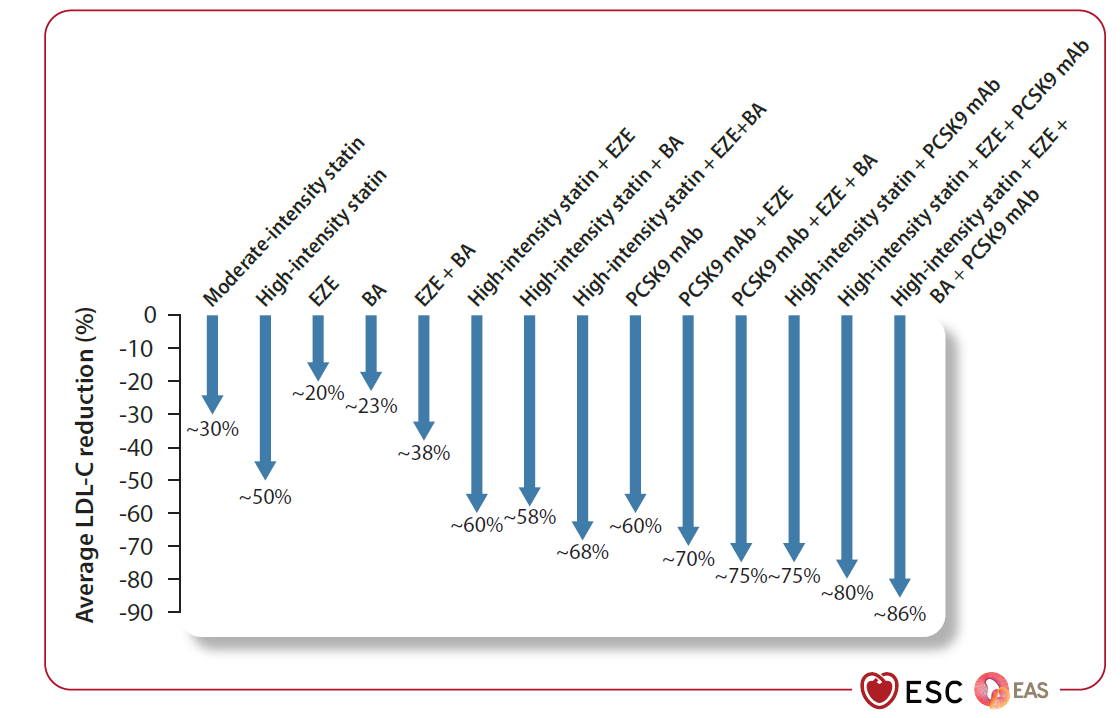 Moderate-intensity statin
High-intensity statin
EZE
BA
EZE + BA
High-intensity statin + EZE
High-intensity statin + BA
High-intensity statin + EZE+BA
PCSK9 mAb
PCSK9 mAb + EZE
PCSK9 mAb + EZE + BA
High-intensity statin + PCSK9 mAb
High-intensity statin + EZE + PCSK9 mAb
High-intensity statin + EZE +
BA + PCSK9 mAb
Average LDL-C reduction (%)
0
-10
-20
-30
-40
-50
-60
-70
-80
-90
~30%
~50%
~20%
~23%
~38%
~60%
~58%
~68%
~60%
~70%
~75%
~75%
~80%
~86%
ESC
EAS